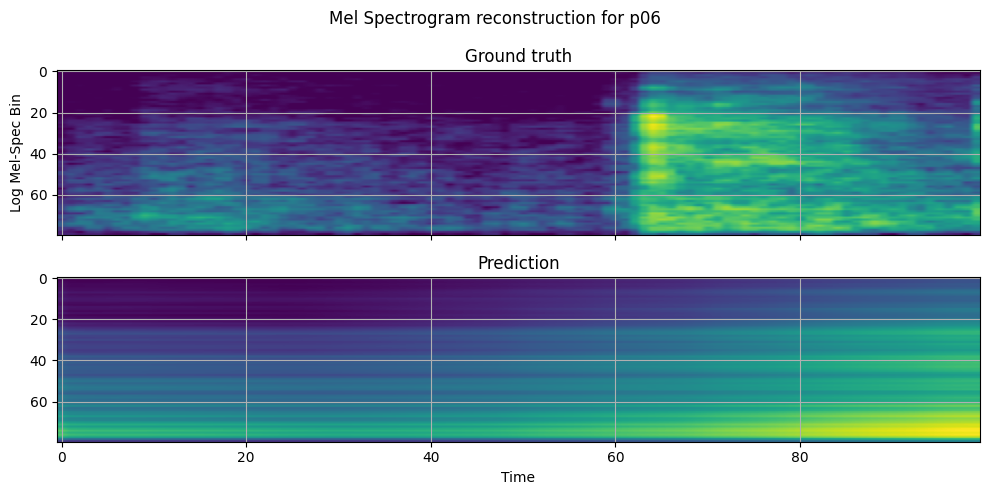 Mel Spectrogram reconstruction for p06
Ground truth
Log Mel-Spec Bin
0
20
40
60
Prediction
0
20
40
60
0 20 40 60 80
Time